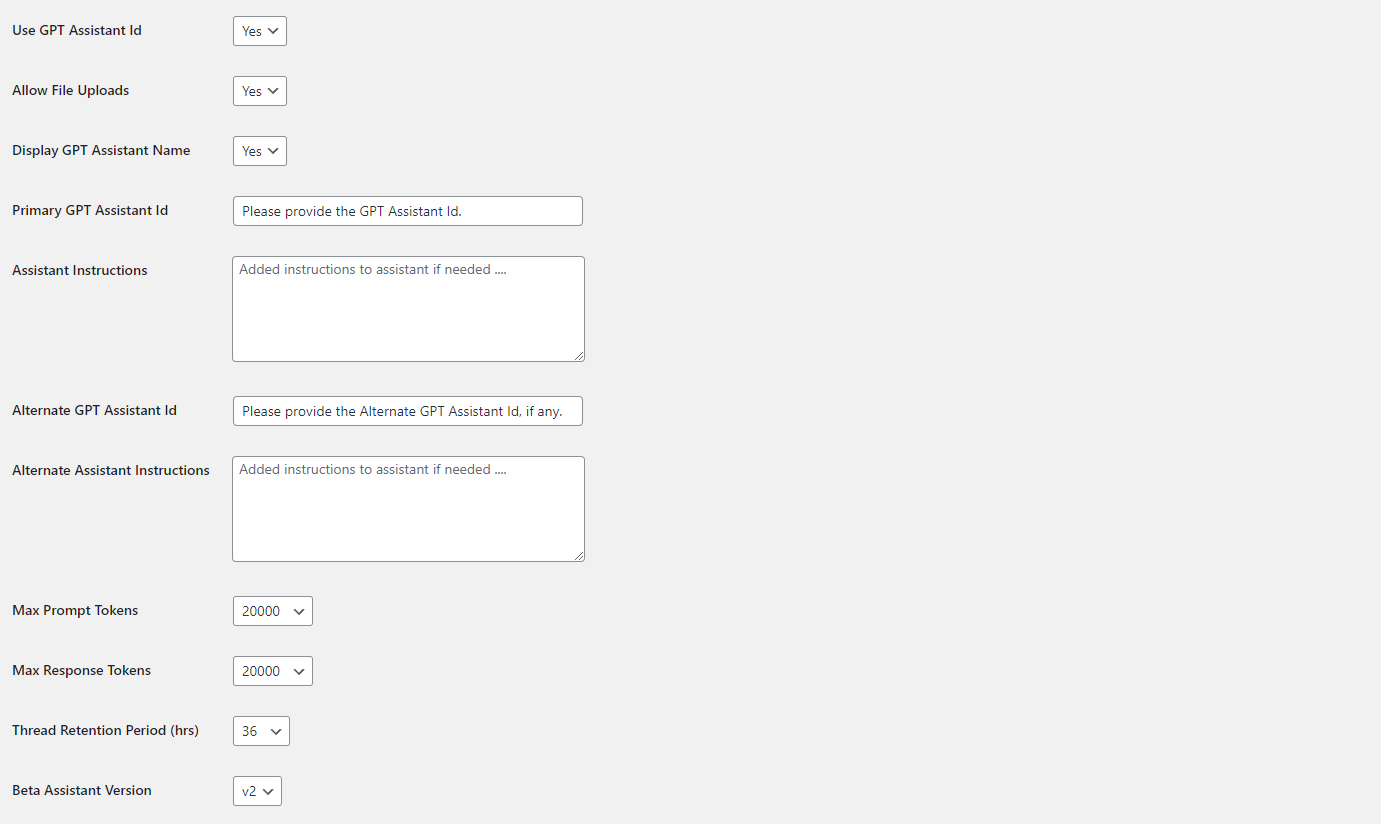 Use GPT Assistant Id Yes
Allow File Uploads Yes
Display GPT Assistant Name Yes
Primary GPT Assistant Id Please provide the GPT Assistant Id.
Assistant Instructions Added instructions to assistant if needed ....
Alternate GPT Assistant Id Please provide the Alternate GPT Assistant Id, if any.
Alternate Assistant Instructions Added instructions to assistant if needed ....
Max Prompt Tokens 20000
Max Response Tokens 20000
Thread Retention Period (hrs) 36
Beta Assistant Version v2